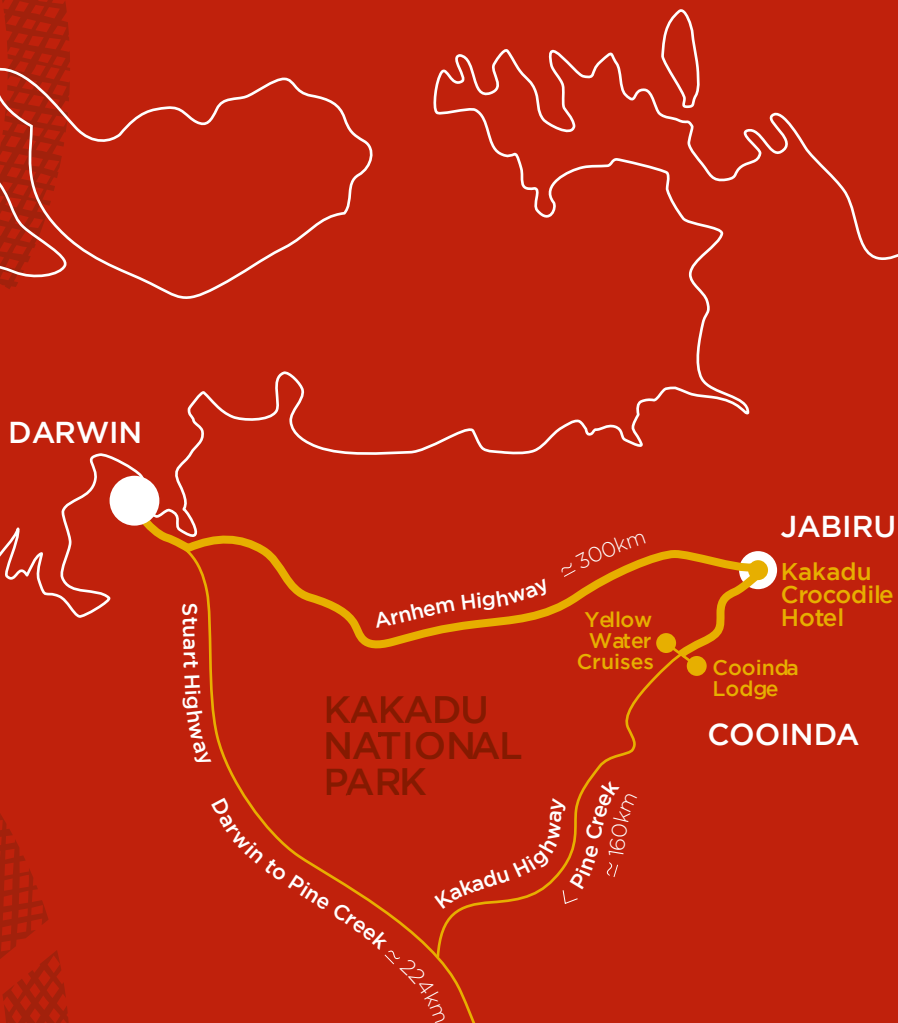 DARWIN
JABIRU
Kakadu
Crocodile
Hotel
Arnhem Highway ≃ 300km
Yellow
Water
Cruises
Cooinda
Lodge
COOINDA
Stuart Highway
KAKADU
NATIONAL
PARK
Darwin to Pine Creek ≃ 224km
Kakadu Highway
< Pine Creek
≃ 160km